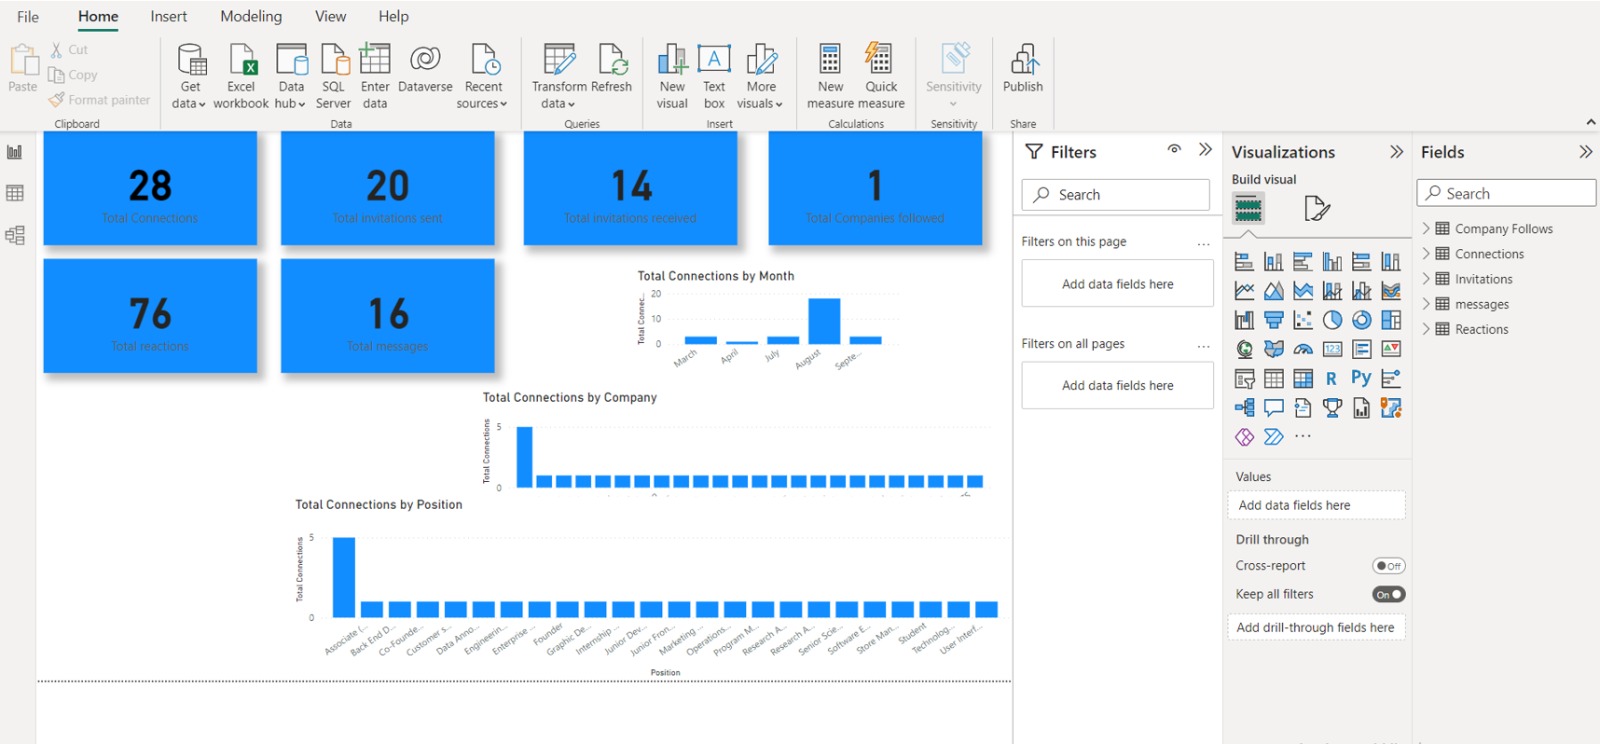 File Home Insert Modeling View Help
Paste
Cut
Copy
Format painter
Clipboard
Get data
Excel workbook
Data hub
SQL Server
Enter data
Dataverse
Recent sources
Data
Transform data
Refresh
Queries
New visual
Text box
More visuals
Insert
New measure
Quick measure
Calculations
Sensitivity
Sensitivity
Publish
Share
28
Total Connections
20
Total invitations sent
14
Total invitations received
1
Total Companies followed
76
Total reactions
16
Total messages
Total Connections by Month
Total Connec...
20
10
0
March April July August Septe...
Total Connections by Company
Total Connections
5
0
Total Connections by Position
Total Connections
5
0
Associate (... Back End D... Co-Founde... Customer s... Data Anno... Engineerin... Enterprise ... Founder Graphic De... Internship ... Junior Dev... Junior Fron... Marketing ... Operations... Program M... Research A... Research A... Senior Scie... Software E... Store Man... Student Technolog... User Interf...
Position
Filters
Search
Filters on this page
...
Add data fields here
Filters on all pages
...
Add data fields here
Visualizations
Build visual
123
R
Py
...
Values
Add data fields here
Drill through
Cross-report Off
Keep all filters On
Add drill-through fields here
Fields
Search
Company Follows
Connections
Invitations
messages
Reactions